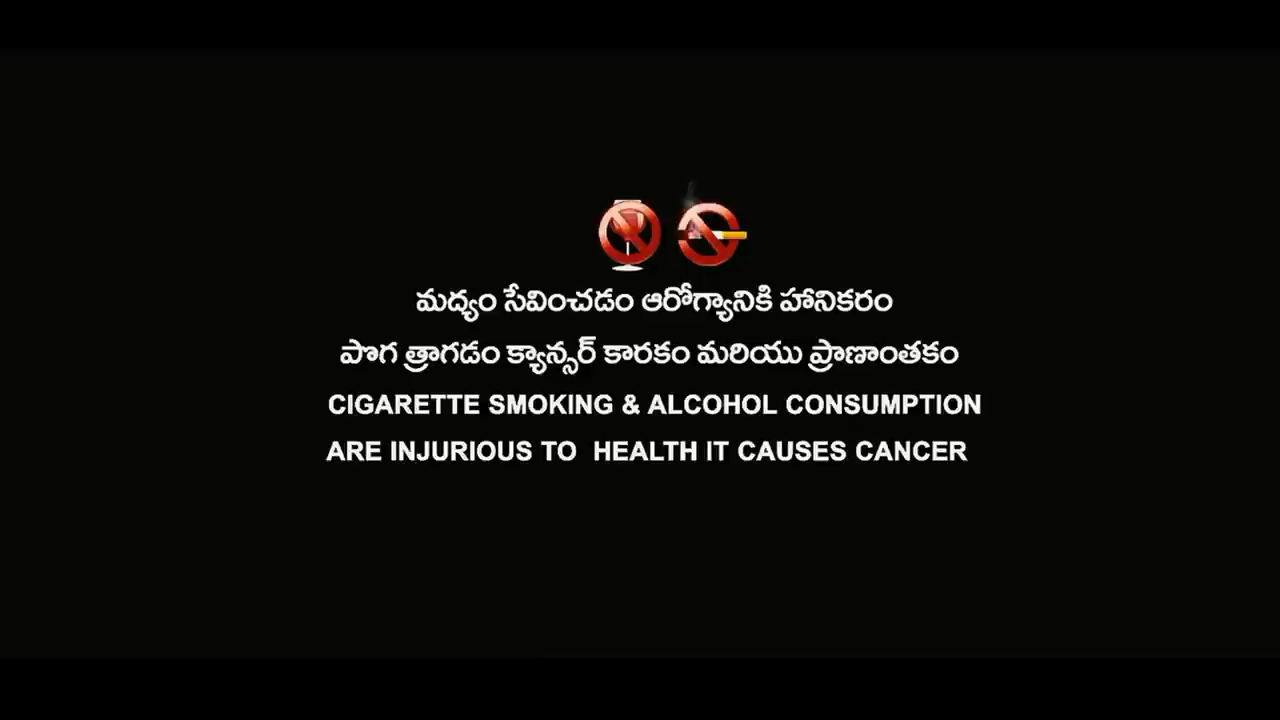 మద్యం సేవించడం ఆరోగ్యానికి హానికరం
పొగ త్రాగడం క్యాన్సర్ కారకం మరియు ప్రాణాంతకం
CIGARETTE SMOKING & ALCOHOL CONSUMPTION
ARE INJURIOUS TO  HEALTH IT CAUSES CANCER